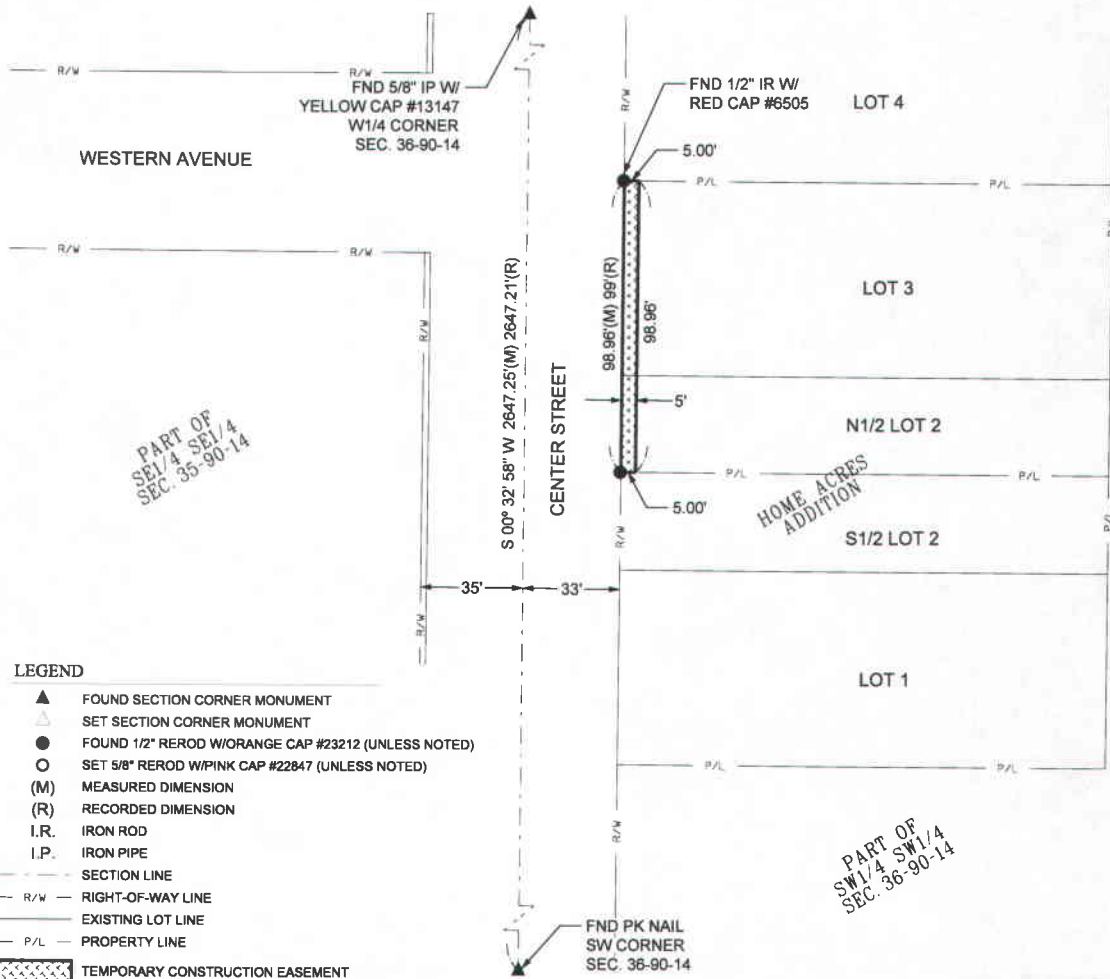 R/W
R/W
FND 5/8" IP W/
YELLOW CAP #13147
W1/4 CORNER
SEC. 36-90-14
R/W
FND 1/2" IR W/
RED CAP #6505
LOT 4
WESTERN AVENUE
5.00'
P/L
P/L
R/W
R/W
P/L
S 00° 32' 58" W 2647.25'(M) 2647.21'(R)
CENTER STREET
98.96'(M) 99'(R)
98.96'
LOT 3
R/W
5'
N1/2 LOT 2
PART OF
SE1/4 SE1/4
SEC. 35-90-14
P/L
P/L
HOME ACRES
ADDITION
5.00'
R/W
S1/2 LOT 2
P/L
35'
33'
R/W
LOT 1
P/L
P/L
R/W
PART OF
SW1/4 SW1/4
SEC. 36-90-14
FND PK NAIL
SW CORNER
SEC. 36-90-14
LEGEND
FOUND SECTION CORNER MONUMENT
SET SECTION CORNER MONUMENT
FOUND 1/2" REROD W/ORANGE CAP #23212 (UNLESS NOTED)
SET 5/8" REROD W/PINK CAP #22847 (UNLESS NOTED)
(M) MEASURED DIMENSION
(R) RECORDED DIMENSION
I.R. IRON ROD
I.P. IRON PIPE
SECTION LINE
R/W RIGHT-OF-WAY LINE
EXISTING LOT LINE
P/L PROPERTY LINE
TEMPORARY CONSTRUCTION EASEMENT